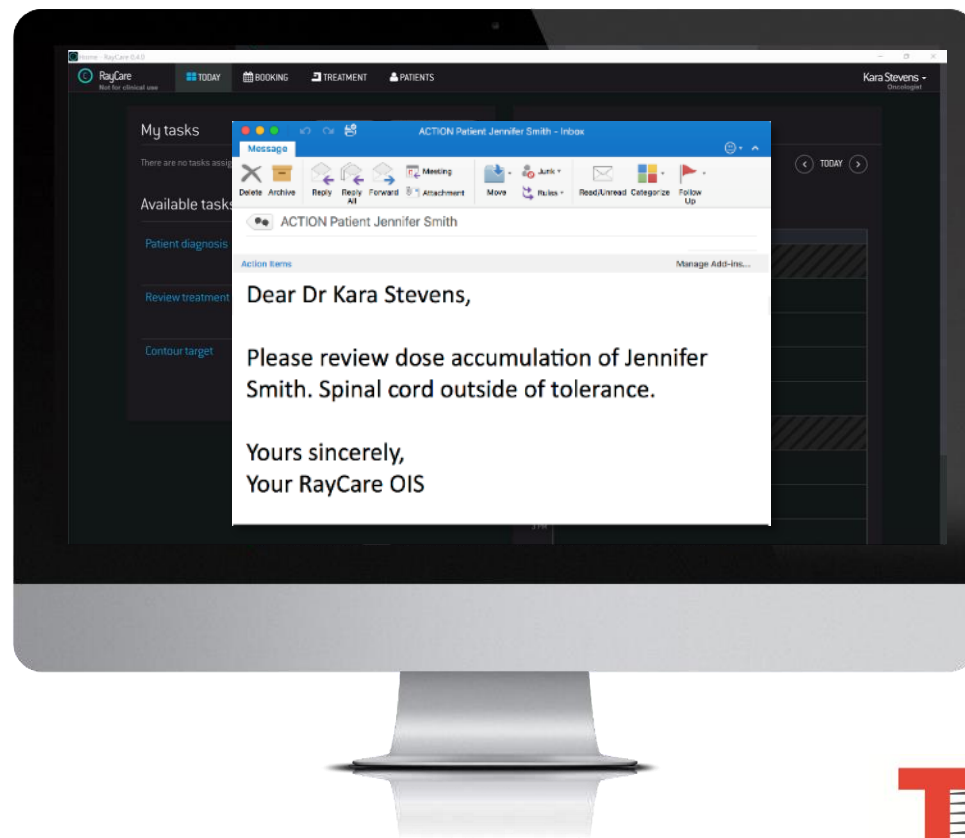 Home - RayCare 0.4.0
RayCare
Not for clinical use
TODAY
BOOKING
TREATMENT
PATIENTS
Kara Stevens
Oncologist
My tasks
There are no tasks
Available tasks
Patient diagnosis
Review treatment
Contour target
TODAY
ACTION Patient Jennifer Smith - Inbox
Message
Delete
Archive
Reply
Reply All
Forward
Meeting
Attachment
Move
Junk
Rules
Read/Unread
Categorize
Follow Up
ACTION Patient Jennifer Smith
Action Items
Manage Add-ins...
Dear Dr Kara Stevens,
Please review dose accumulation of Jennifer
Smith. Spinal cord outside of tolerance.
Yours sincerely,
Your RayCare OIS
3 PM
T